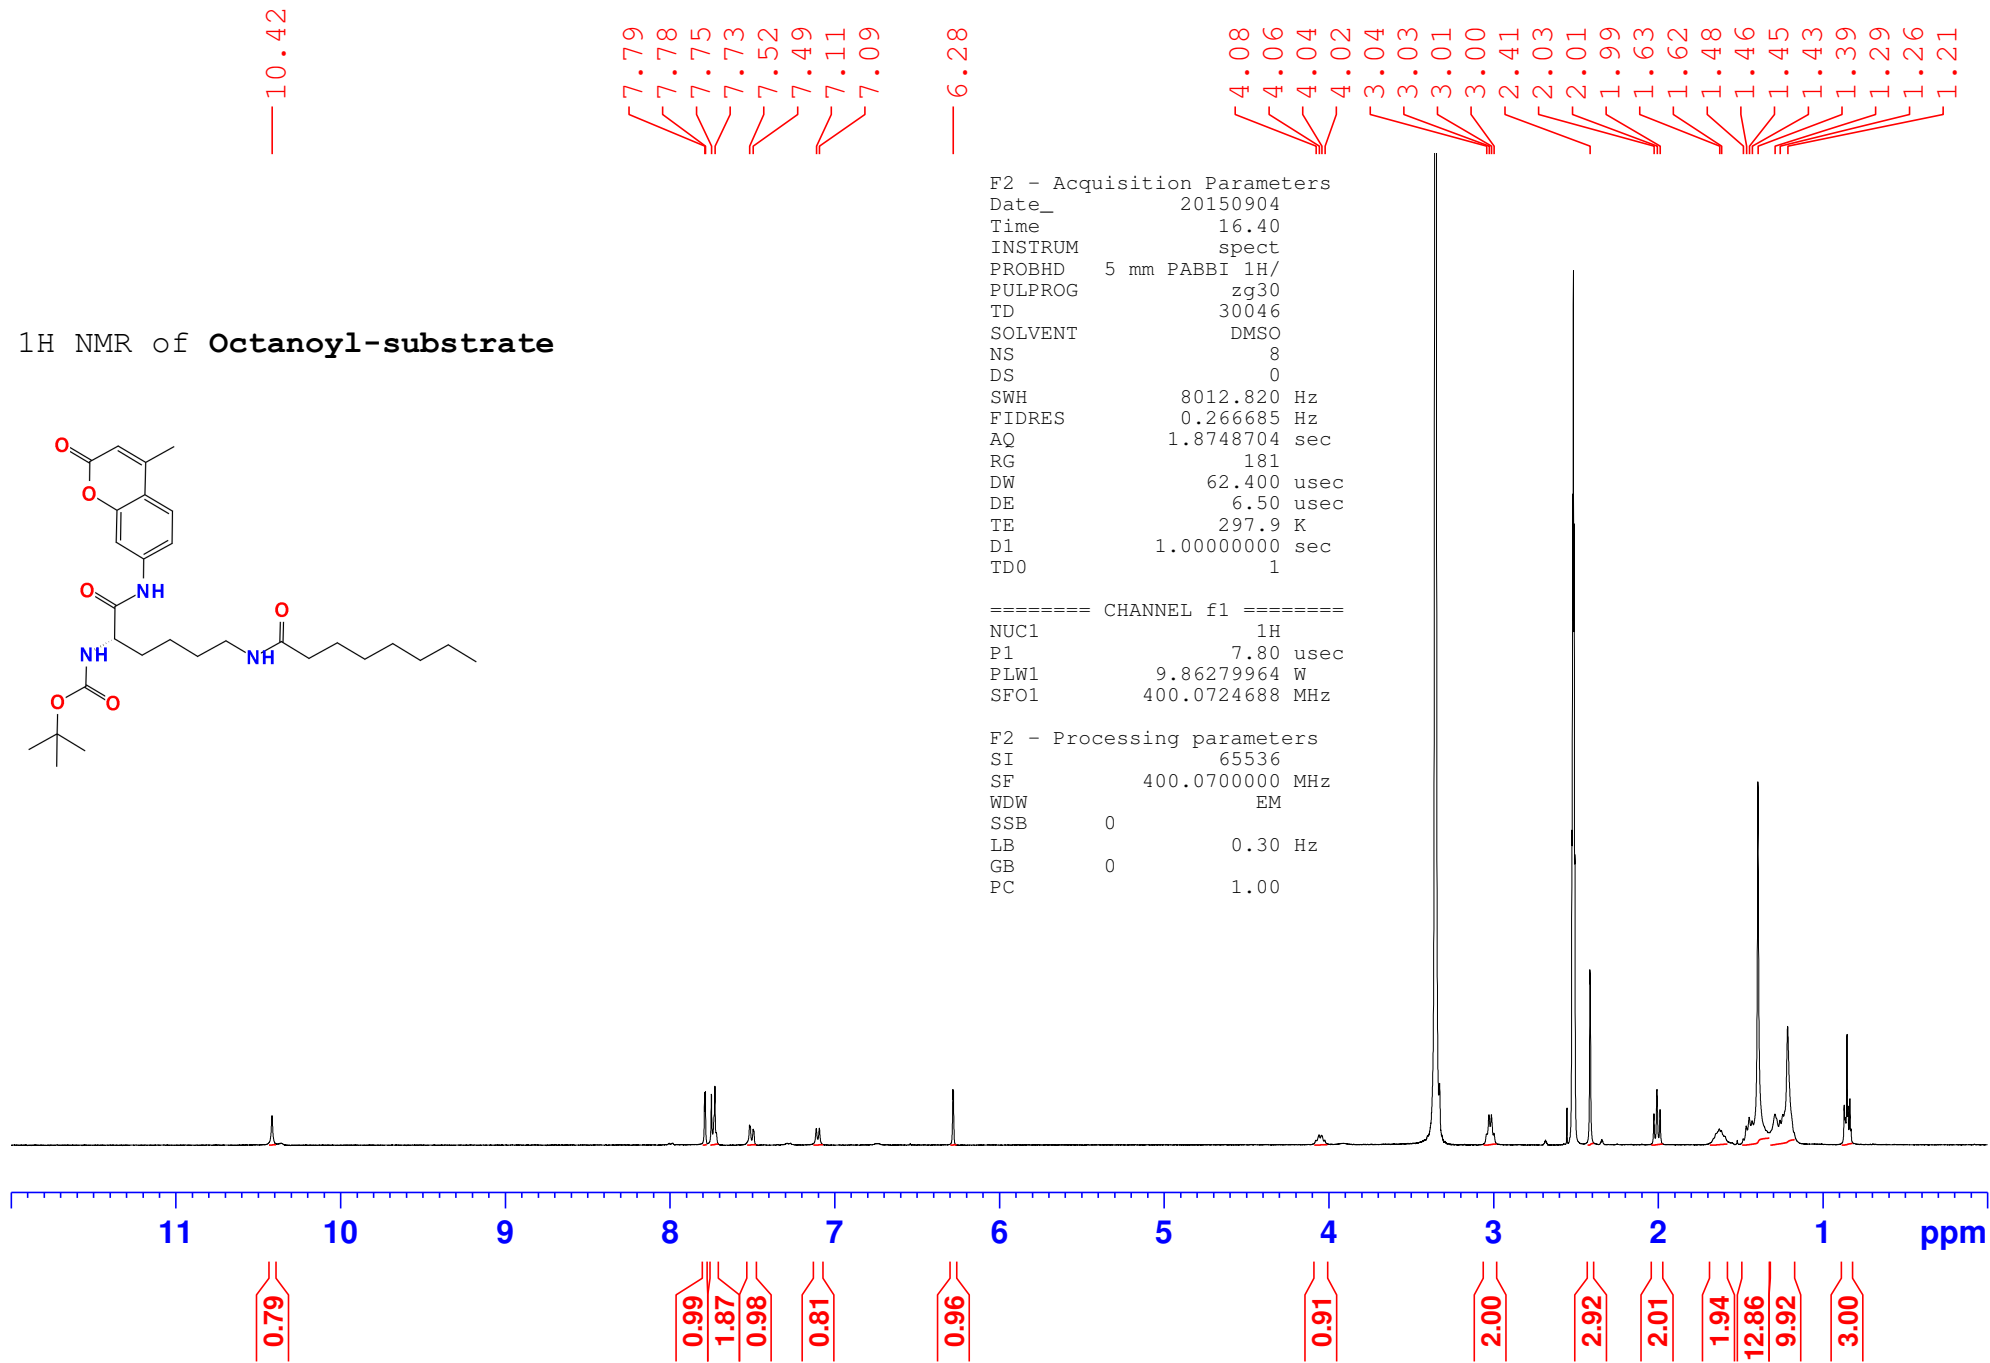 10.42
7.79
7.78
7.75
7.73
7.52
7.49
7.11
7.09
6.28
4.08
4.06
4.04
4.02
3.04
3.03
3.01
3.00
2.41
2.03
2.01
1.99
1.63
1.62
1.48
1.46
1.45
1.43
1.39
1.29
1.26
1.21
1H NMR of Octanoyl-substrate
O
O
O
NH
O
NH
NH
O
O
F2 - Acquisition Parameters
Date_ 20150904
Time 16.40
INSTRUM spect
PROBHD 5 mm PABBI 1H/
PULPROG zg30
TD 30046
SOLVENT DMSO
NS 8
DS 0
SWH 8012.820 Hz
FIDRES 0.266685 Hz
AQ 1.8748704 sec
RG 181
DW 62.400 usec
DE 6.50 usec
TE 297.9 K
D1 1.00000000 sec
TD0 1
======== CHANNEL f1 ========
NUC1 1H
P1 7.80 usec
PLW1 9.86279964 W
SFO1 400.0724688 MHz
F2 - Processing parameters
SI 65536
SF 400.0700000 MHz
WDW EM
SSB 0
LB 0.30 Hz
GB 0
PC 1.00
11 10 9 8 7 6 5 4 3 2 1 ppm
0.79
0.99
1.87
0.98
0.81
0.96
0.91
2.00
2.92
2.01
1.94
12.86
9.92
3.00